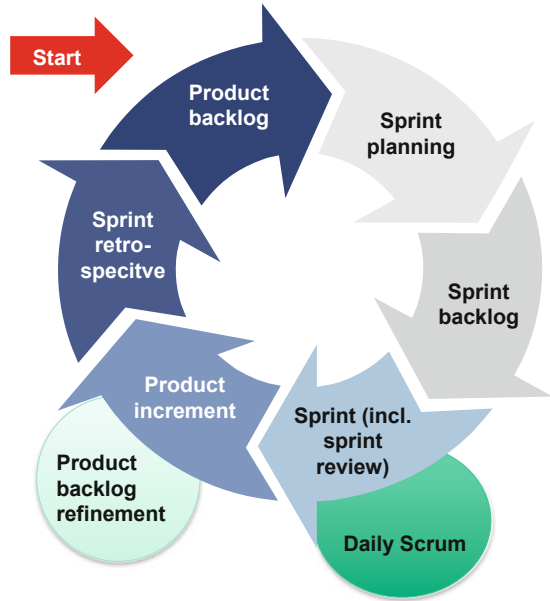 Start
Product
backlog
Sprint
planning
Sprint
backlog
Sprint (incl.
sprint
review)
Daily Scrum
Product
increment
Product
backlog
refinement
Sprint
retro-
specitve